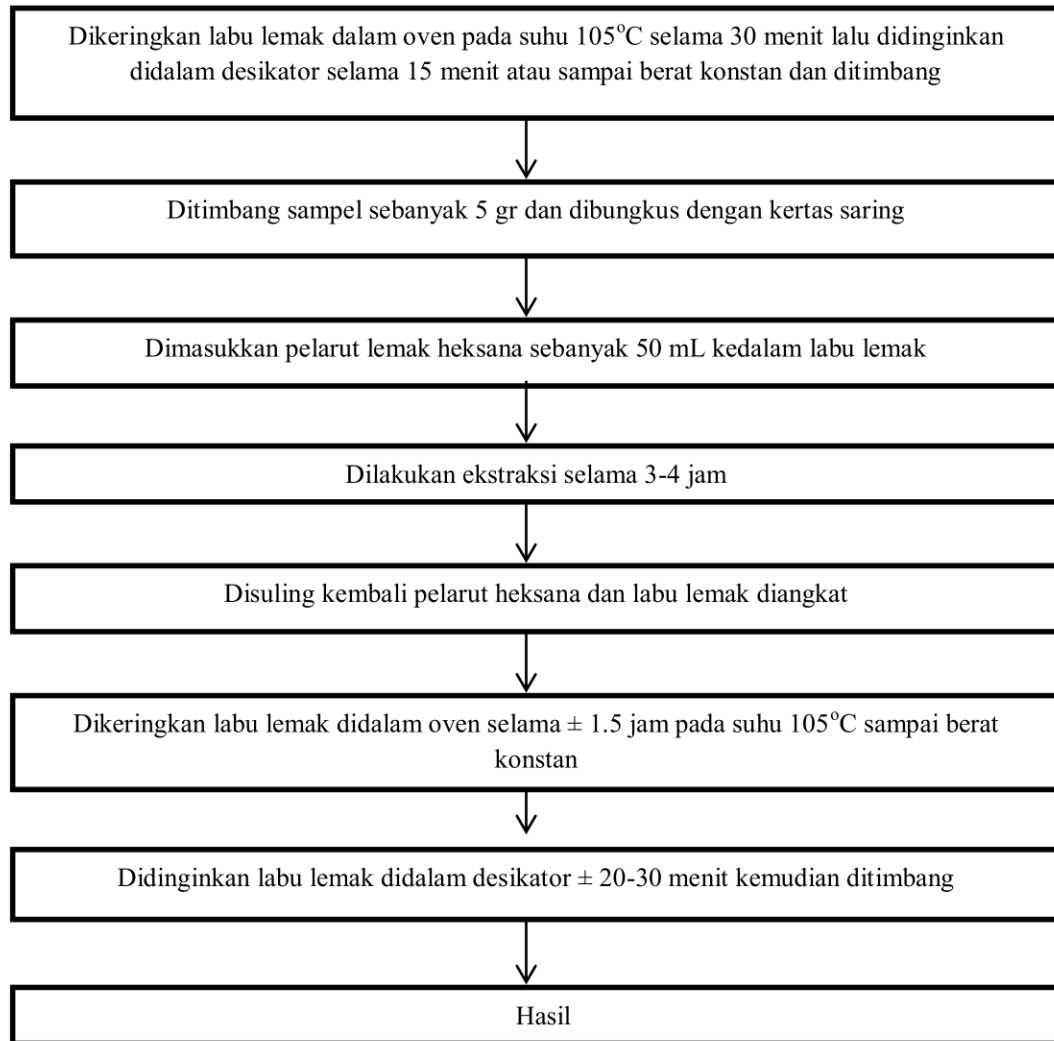 Dikeringkan labu lemak dalam oven pada suhu 105°C selama 30 menit lalu didinginkan
didalam desikator selama 15 menit atau sampai berat konstan dan ditimbang
Ditimbang sampel sebanyak 5 gr dan dibungkus dengan kertas saring
Dimasukkan pelarut lemak heksana sebanyak 50 mL kedalam labu lemak
Dilakukan ekstraksi selama 3-4 jam
Disuling kembali pelarut heksana dan labu lemak diangkat
Dikeringkan labu lemak didalam oven selama ± 1.5 jam pada suhu 105°C sampai berat
konstan
Didinginkan labu lemak didalam desikator ± 20-30 menit kemudian ditimbang
Hasil